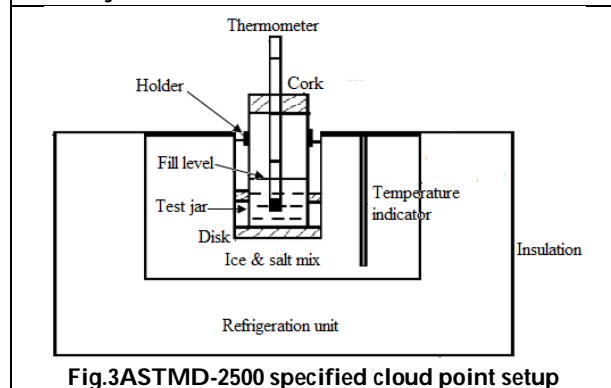 Thermometer
Cork
Holder
Fill level
Test jar
Temperature
indicator
Disk
Insulation
Ice & salt mix
Refrigeration unit
Fig.3ASTMD-2500 specified cloud point setup